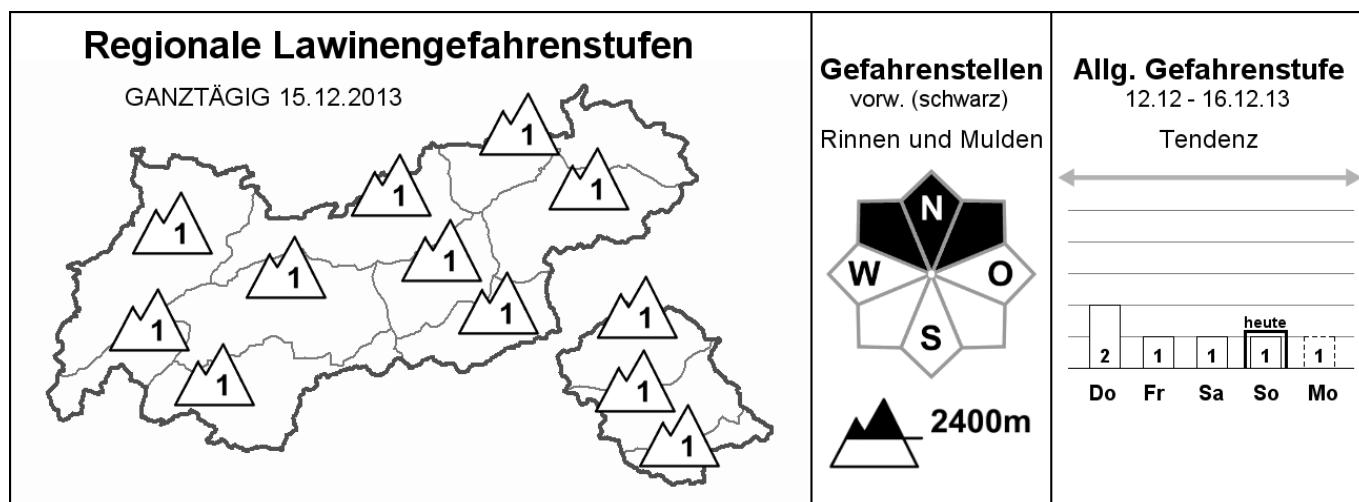 Regionale Lawinengefahrenstufen
GANZTÄGIG 15.12.2013
1
1
1
1
1
1
1
1
1
1
1
1
Gefahrenstellen
vorw. (schwarz)
Rinnen und Mulden
N
W O
S
2400m
Allg. Gefahrenstufe
12.12 - 16.12.13
Tendenz
heute
2 1 1 1 1
Do Fr Sa So Mo